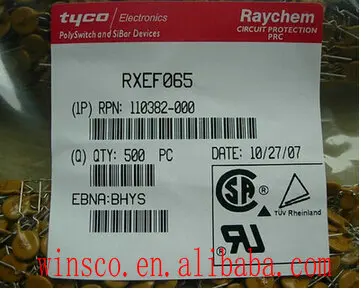 tyco / Electronics
PolySwitch and SiBar Devices
Raychem
CIRCUIT PROTECTION
PRC
RXEF065
(1P) RPN: 110382-000
(Q) QTY: 500 PC
DATE: 10/27/07
EBNA:BHYS
TÜV Rheinland
winsco.en.alibaba.com